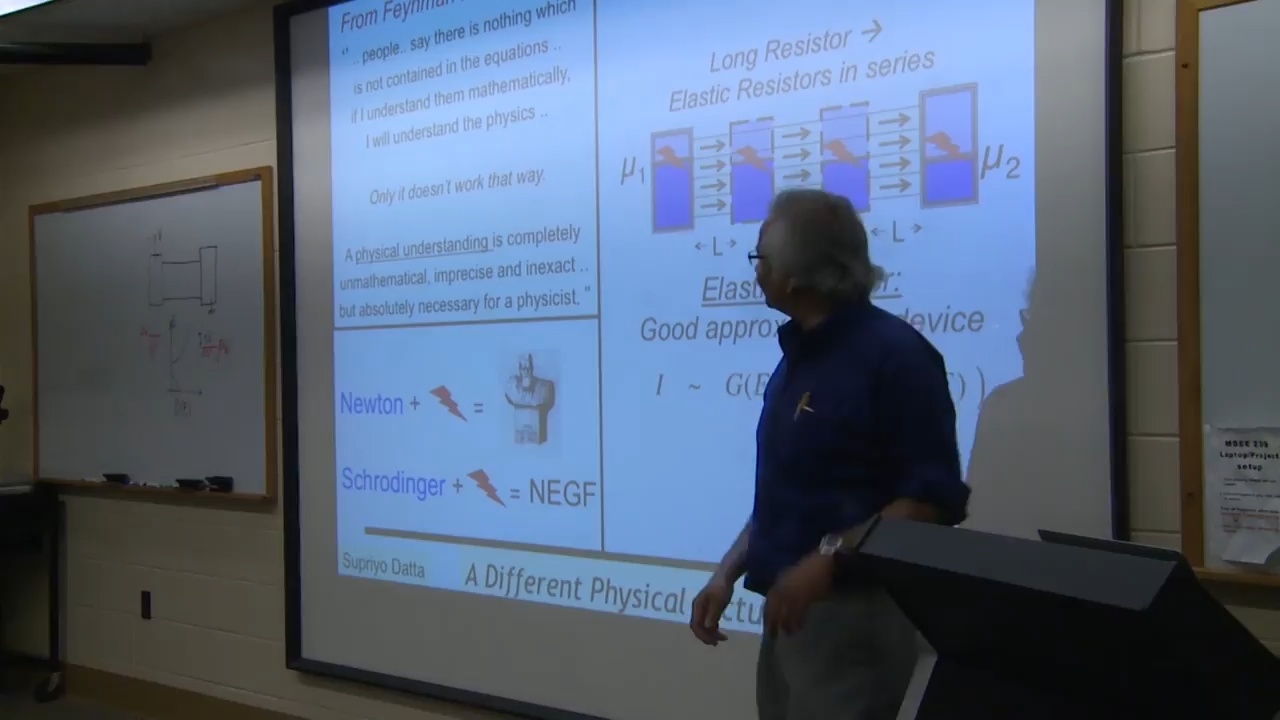 From Feynman
" .. people.. say there is nothing which
is not contained in the equations ..
if I understand them mathematically,
I will understand the physics ..
Only it doesn't work that way.
A physical understanding is completely
unmathematical, imprecise and inexact ..
but absolutely necessary for a physicist. "
Newton + =
Schrodinger + = NEGF
Long Resistor →
Elastic Resistors in series
μ1
μ2
←L→
←L→
Good device
I ~ G(E ) )
Supriyo Datta
A Different Physical
MSEE 239
Laptop/Project
setup